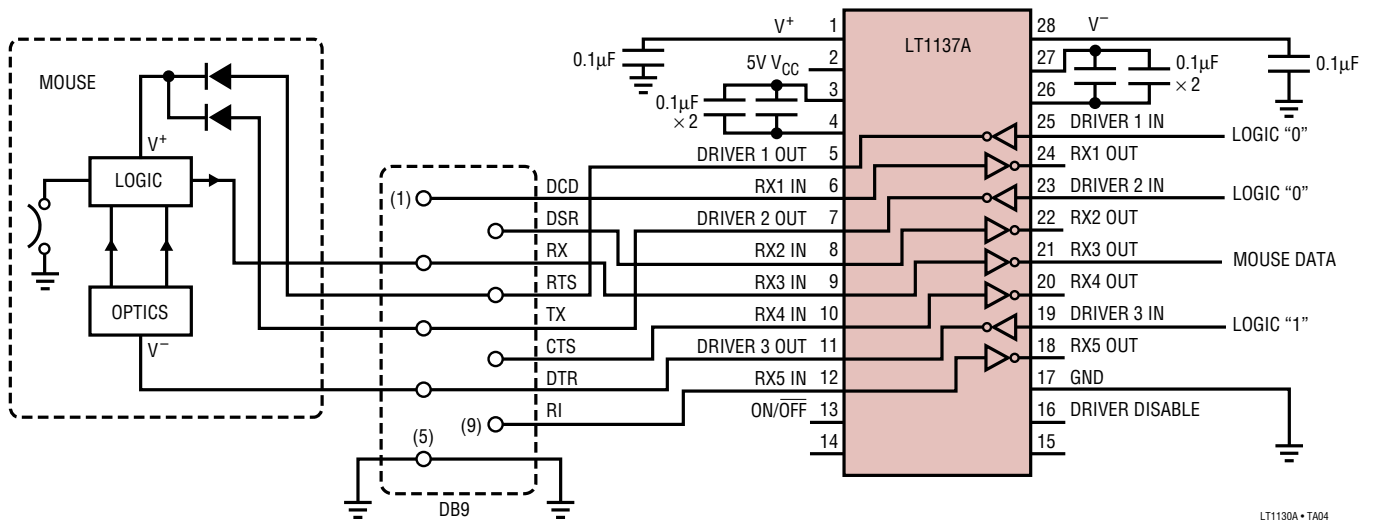 MOUSE
V+
LOGIC
OPTICS
V−
(1)
(9)
(5)
DB9
DCD
DSR
RX
RTS
TX
CTS
DTR
RI
0.1µF
V+ 1
5V VCC 2
0.1µF
× 2
3
4
DRIVER 1 OUT 5
RX1 IN 6
DRIVER 2 OUT 7
RX2 IN 8
RX3 IN 9
RX4 IN 10
DRIVER 3 OUT 11
RX5 IN 12
ON/OFF 13
14
LT1137A
28 V−
27
26
0.1µF
× 2
0.1µF
25 DRIVER 1 IN LOGIC “0”
24 RX1 OUT
23 DRIVER 2 IN LOGIC “0”
22 RX2 OUT
21 RX3 OUT MOUSE DATA
20 RX4 OUT
19 DRIVER 3 IN LOGIC “1”
18 RX5 OUT
17 GND
16 DRIVER DISABLE
15
LT1130A • TA04